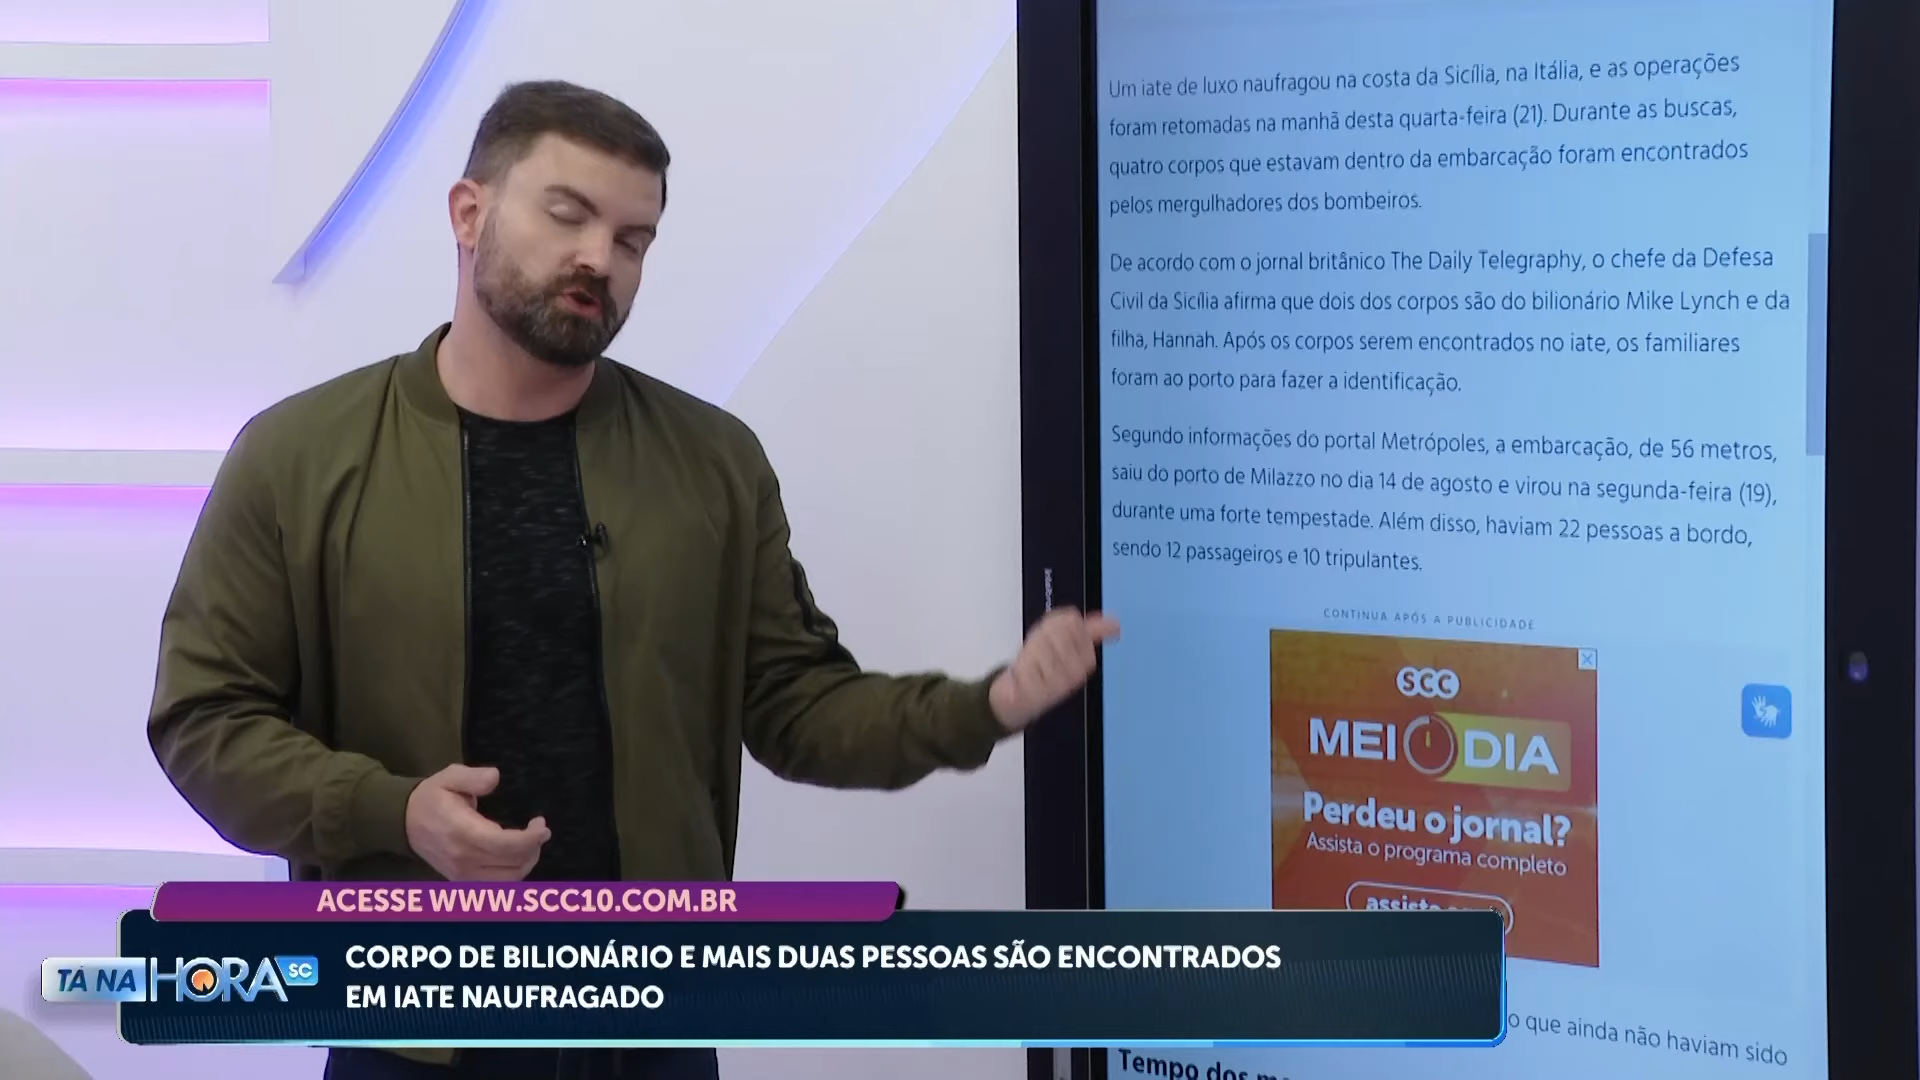 Um iate de luxo naufragou na costa da Sicília, na Itália, e as operações
foram retomadas na manhã desta quarta-feira (21). Durante as buscas,
quatro corpos que estavam dentro da embarcação foram encontrados
pelos mergulhadores dos bombeiros.
De acordo com o jornal britânico The Daily Telegraphy, o chefe da Defesa
Civil da Sicília afirma que dois dos corpos são do bilionário Mike Lynch e da
filha, Hannah. Após os corpos serem encontrados no iate, os familiares
foram ao porto para fazer a identificação.
Segundo informações do portal Metrópoles, a embarcação, de 56 metros,
saiu do porto de Milazzo no dia 14 de agosto e virou na segunda-feira (19),
durante uma forte tempestade. Além disso, haviam 22 pessoas a bordo,
sendo 12 passageiros e 10 tripulantes.
CONTINUA APÓS A PUBLICIDADE
SCC
MEIO DIA
Perdeu o jornal?
Assista o programa completo
ACESSE WWW.SCC10.COM.BR
TÁ NA HORA SC
CORPO DE BILIONÁRIO E MAIS DUAS PESSOAS SÃO ENCONTRADOS
EM IATE NAUFRAGADO
o que ainda não haviam sido
Tempo dos